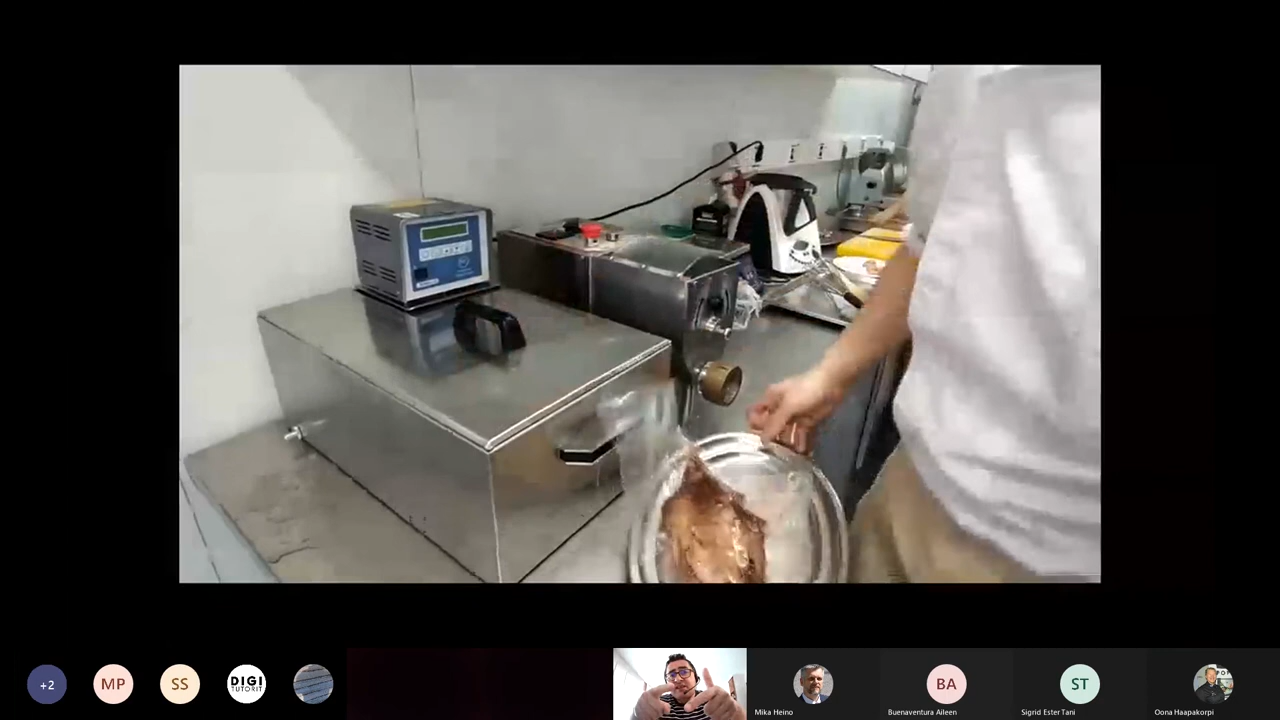 +2
MP
SS
DIGI
TUTORIT
Mika Heino
BA
Buenaventura Aileen
ST
Sigrid Ester Tani
Oona Haapakorpi